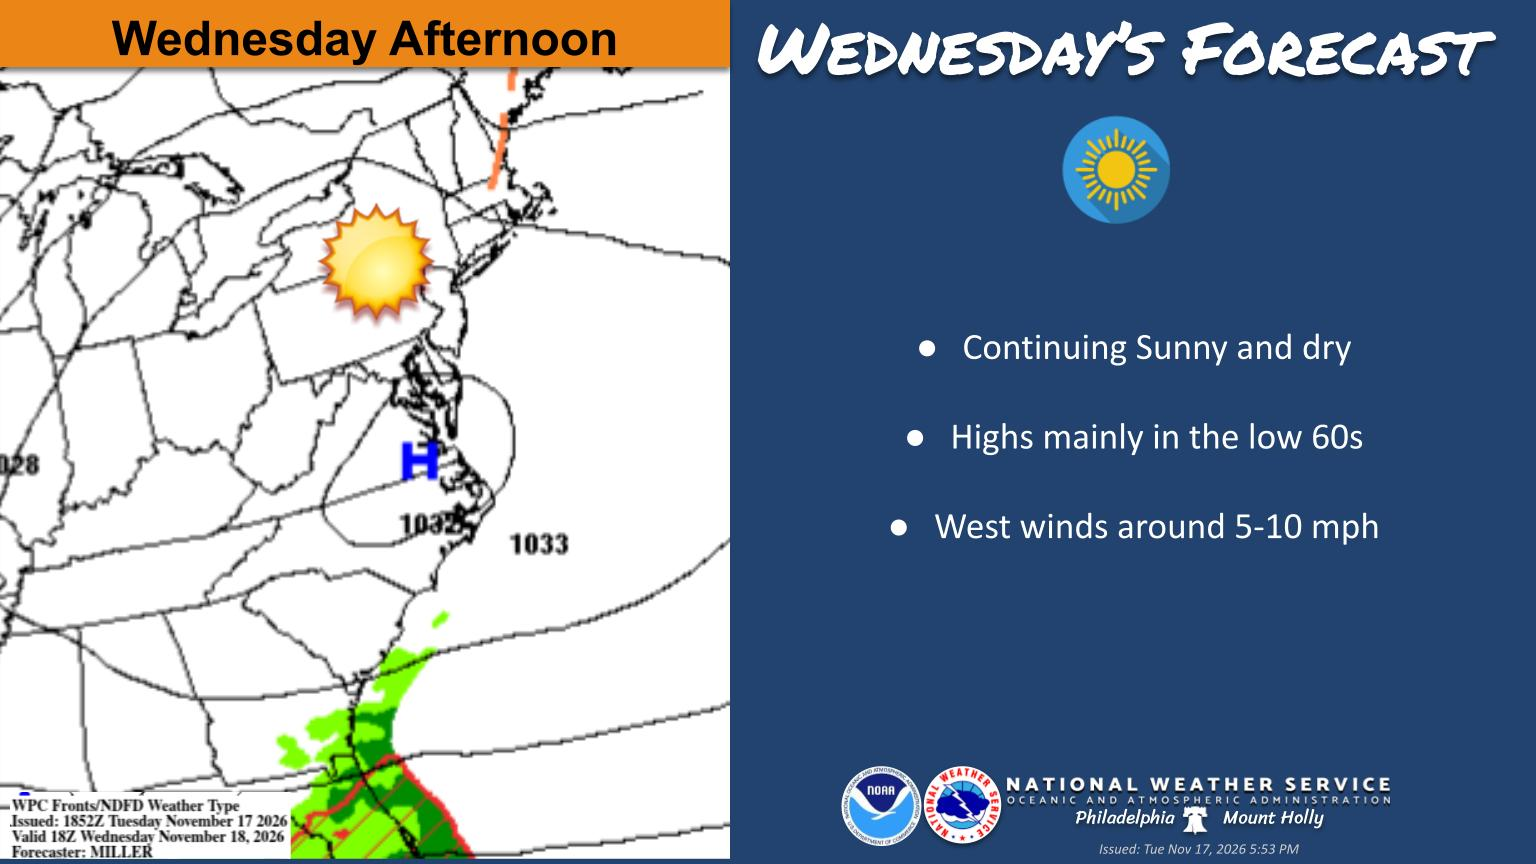 Wednesday Afternoon
028
H
1032
1033
WPC Fronts/NDFD Weather Type
Issued: 1852Z Tuesday November 17 2026
Valid 18Z Wednesday November 18, 2026
Forecaster: MILLER
WEDNESDAY'S FORECAST
● Continuing Sunny and dry
● Highs mainly in the low 60s
● West winds around 5-10 mph
NOAA
NATIONAL WEATHER SERVICE
NATIONAL WEATHER SERVICE
OCEANIC AND ATMOSPHERIC ADMINISTRATION
Philadelphia Mount Holly
Issued: Tue Nov 17, 2026 5:53 PM